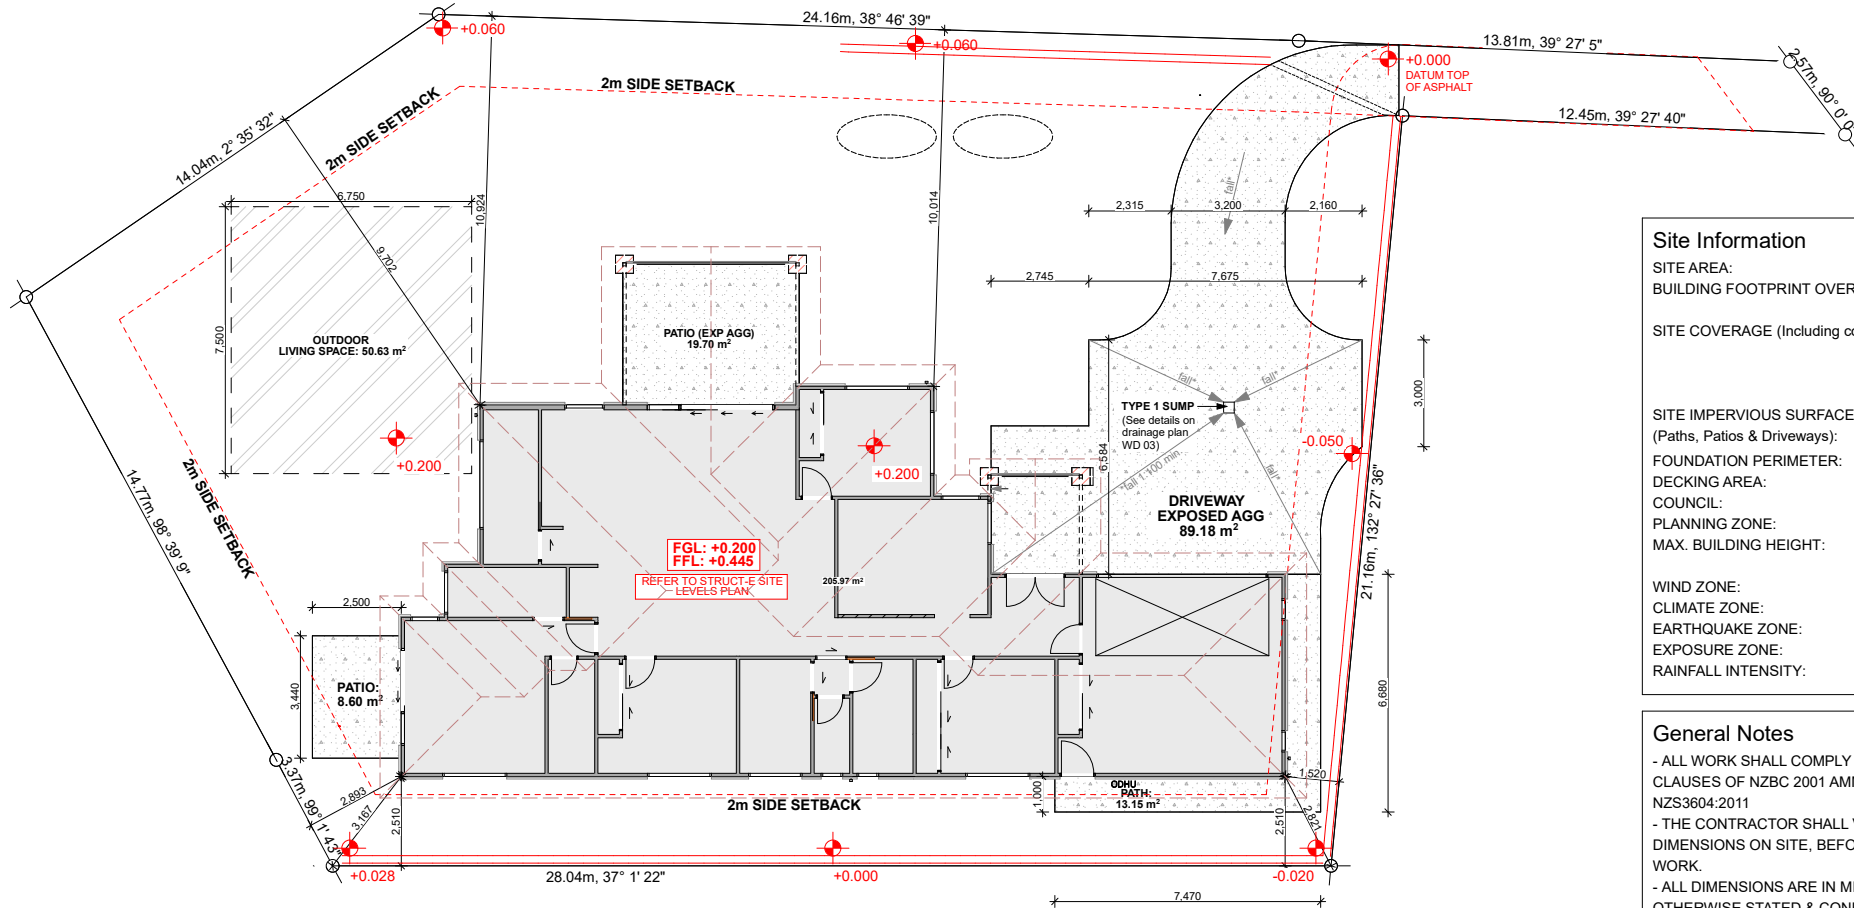 24.16m, 38° 46' 39"
13.81m, 39° 27' 5"
2.57m, 90° 0'
+0.060
+0.060
+0.000
DATUM TOP
OF ASPHALT
12.45m, 39° 27' 40"
2m SIDE SETBACK
2m SIDE SETBACK
14.04m, 2° 35' 32"
6,750
7,500
9,702
10,924
10,014
fall*
2,315
3,200
2,160
2,745
7,675
OUTDOOR
LIVING SPACE: 50.63 m²
PATIO (EXP AGG)
19.70 m²
fall*
fall*
TYPE 1 SUMP
(See details on
drainage plan
WD 03)
3,000
6,584
-0.050
*fall 1:100 min.
fall*
+0.200
+0.200
DRIVEWAY
EXPOSED AGG
89.18 m²
21.16m, 132° 27' 36"
14.77m, 98° 39' 9"
2m SIDE SETBACK
FGL: +0.200
FFL: +0.445
REFER TO STRUCT-E SITE
LEVELS PLAN
205.97 m²
2,500
3,440
PATIO:
8.60 m²
6,680
3.37m, 99° 1' 43"
2,893
3,167
2,510
2m SIDE SETBACK
1,000
ODHU
PATH:
13.15 m²
1,520
2,510
2,821
+0.028
28.04m, 37° 1' 22"
+0.000
-0.020
7,470
Site Information
SITE AREA:
BUILDING FOOTPRINT OVER
SITE COVERAGE (Including co
SITE IMPERVIOUS SURFACE
(Paths, Patios & Driveways):
FOUNDATION PERIMETER:
DECKING AREA:
COUNCIL:
PLANNING ZONE:
MAX. BUILDING HEIGHT:
WIND ZONE:
CLIMATE ZONE:
EARTHQUAKE ZONE:
EXPOSURE ZONE:
RAINFALL INTENSITY:
General Notes
- ALL WORK SHALL COMPLY
CLAUSES OF NZBC 2001 AM
NZS3604:2011
- THE CONTRACTOR SHALL V
DIMENSIONS ON SITE, BEFO
WORK.
- ALL DIMENSIONS ARE IN MI
OTHERWISE STATED & CON